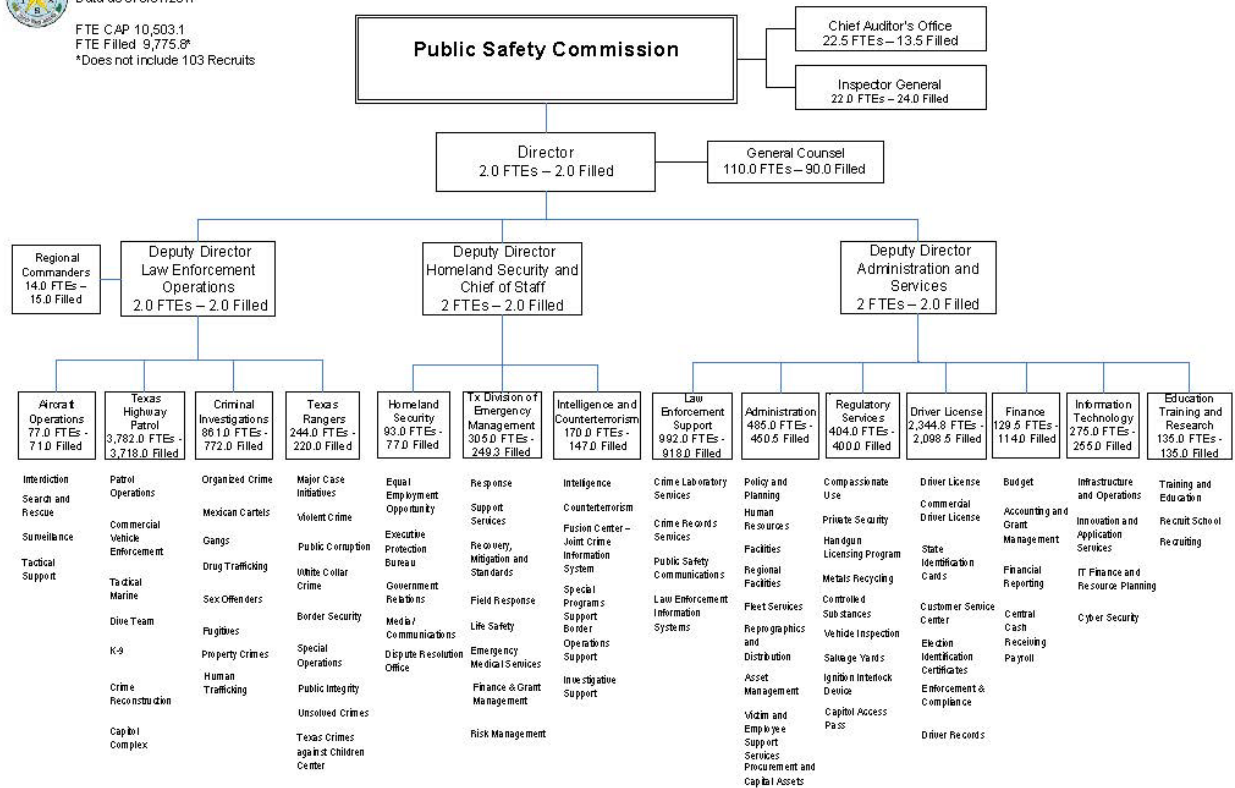 FTE CAP 10,503.1
FTE Filled 9,775.8*
*Does not include 103 Recruits
Public Safety Commission
Chief Auditor's Office
22.5 FTEs – 13.5 Filled
Inspector General
22.0 FTEs – 24.0 Filled
Director
2.0 FTEs – 2.0 Filled
General Counsel
110.0 FTEs – 90.0 Filled
Regional
Commanders
14.0 FTEs –
15.0 Filled
Deputy Director
Law Enforcement
Operations
2.0 FTEs – 2.0 Filled
Deputy Director
Homeland Security and
Chief of Staff
2 FTEs – 2.0 Filled
Deputy Director
Administration and
Services
2 FTEs – 2.0 Filled
Aircraft
Operations
77.0 FTEs -
71.0 Filled
Interdiction
Search and
Rescue
Surveillance
Tactical
Support
Texas
Highway
Patrol
3,782.0 FTEs -
3,718.0 Filled
Patrol
Operations
Commercial
Vehicle
Enforcement
Tactical
Marine
Dive Team
K-9
Crime
Reconstruction
Capitol
Complex
Criminal
Investigations
861.0 FTEs -
772.0 Filled
Organized Crime
Mexican Cartels
Gangs
Drug Trafficking
Sex Offenders
Fugitives
Property Crimes
Human
Trafficking
Texas
Rangers
244.0 FTEs -
220.0 Filled
Major Case
Initiatives
Violent Crime
Public Corruption
White Collar
Crime
Border Security
Special
Operations
Public Integrity
Unsolved Crimes
Texas Crimes
against Children
Center
Homeland
Security
93.0 FTEs -
77.0 Filled
Equal
Employment
Opportunity
Executive
Protection
Bureau
Government
Relations
Media/
Communications
Dispute Resolution
Office
Tx Division of
Emergency
Management
305.0 FTEs -
249.3 Filled
Response
Support
Services
Recovery,
Mitigation and
Standards
Field Response
Life Safety
Emergency
Medical Services
Finance & Grant
Management
Risk Management
Intelligence and
Counterterrorism
170.0 FTEs -
147.0 Filled
Intelligence
Counterterrorism
Fusion Center –
Joint Crime
Information
System
Special
Programs
Support
Border
Operations
Support
Investigative
Support
Law
Enforcement
Support
992.0 FTEs -
918.0 Filled
Crime Laboratory
Services
Crime Records
Services
Public Safety
Communications
Law Enforcement
Information
Systems
Administration
485.0 FTEs -
450.5 Filled
Policy and
Planning
Human
Resources
Facilities
Regional
Facilities
Fleet Services
Reprographics
and
Distribution
Asset
Management
Victim and
Employee
Support
Services
Procurement and
Capital Assets
Regulatory
Services
404.0 FTEs -
400.0 Filled
Compassionate
Use
Private Security
Handgun
Licensing Program
Metals Recycling
Controlled
Substances
Vehicle Inspection
Salvage Yards
Ignition Interlock
Device
Capitol Access
Pass
Driver License
2,344.8 FTEs -
2,098.5 Filled
Driver License
Commercial
Driver License
State
Identification
Cards
Customer Service
Center
Election
Identification
Certificates
Enforcement &
Compliance
Driver Records
Finance
129.5 FTEs -
114.0 Filled
Budget
Accounting and
Grant
Management
Financial
Reporting
Central
Cash
Receiving
Payroll
Information
Technology
275.0 FTEs -
255.0 Filled
Infrastructure
and Operations
Innovation and
Application
Services
IT Finance and
Resource Planning
Cyber Security
Education
Training and
Research
135.0 FTEs -
135.0 Filled
Training and
Education
Recruit School
Recruiting